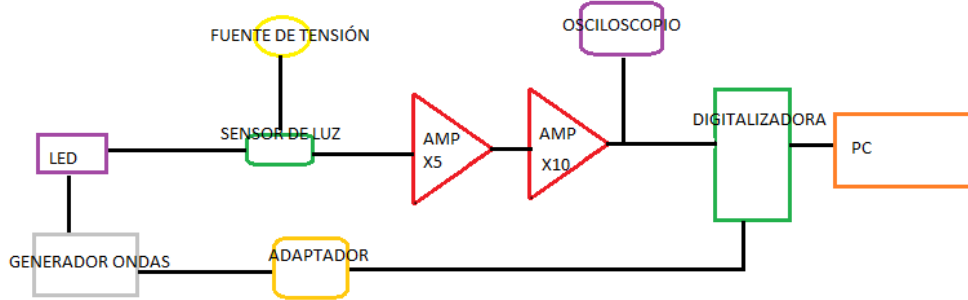 OSCILOSCOPIO
FUENTE DE TENSIÓN
DIGITALIZADORA
SENSOR DE LUZ
AMP
X5
AMP
X10
PC
LED
ADAPTADOR
GENERADOR ONDAS